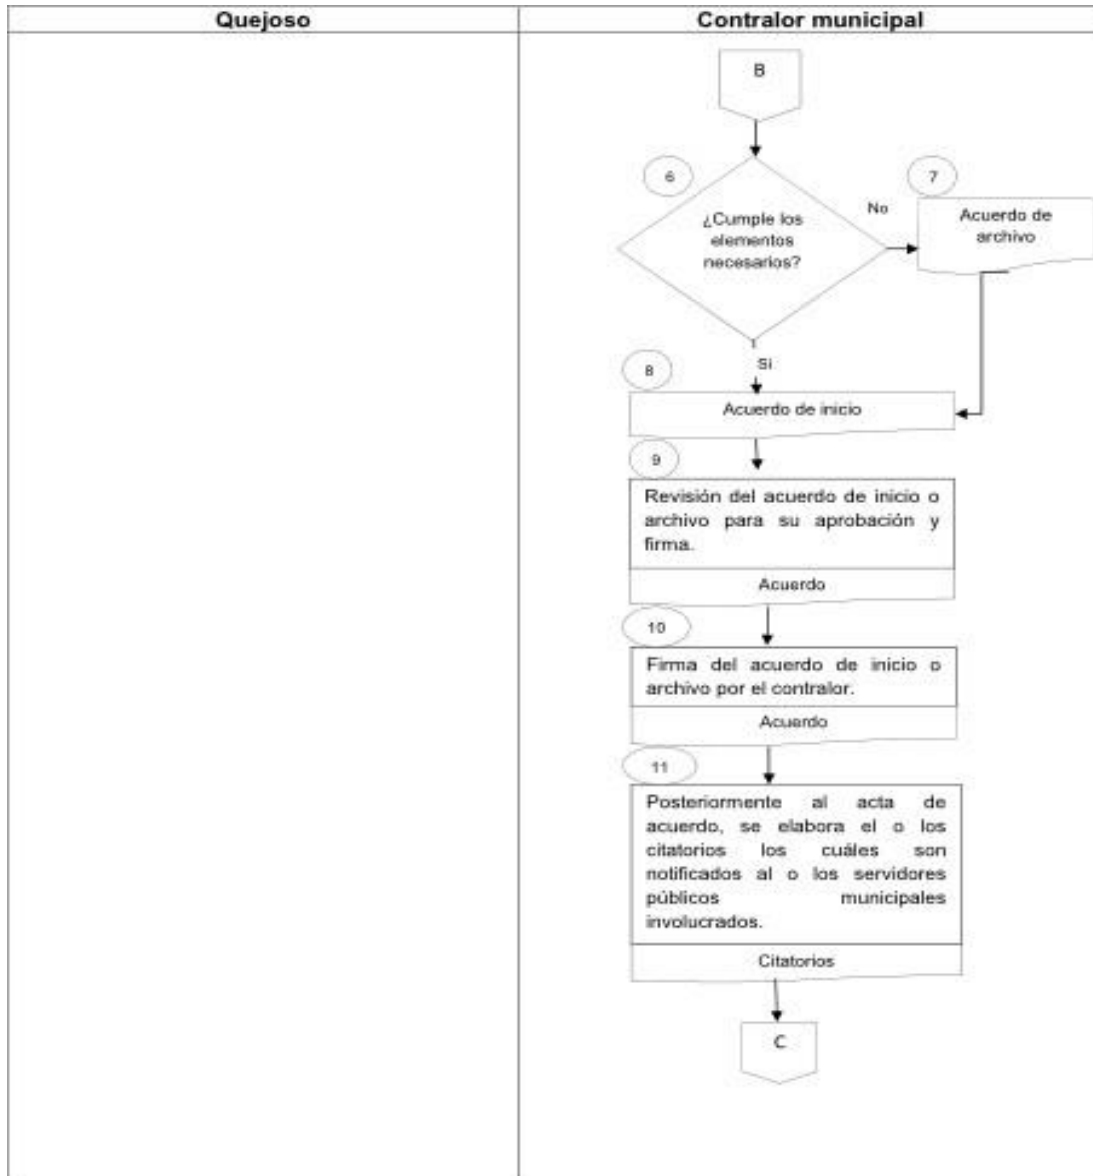 Quejoso
Contralor municipal
B
6
¿Cumple los
elementos
necesarios?
No
7
Acuerdo de
archivo
Si
8
Acuerdo de inicio
9
Revisión del acuerdo de inicio o
archivo para su aprobación y
firma.
Acuerdo
10
Firma del acuerdo de inicio o
archivo por el contralor.
Acuerdo
11
Posteriormente al acta de
acuerdo, se elabora el o los
citatorios los cuáles son
notificados al o los servidores
públicos municipales
involucrados.
Citatorios
C